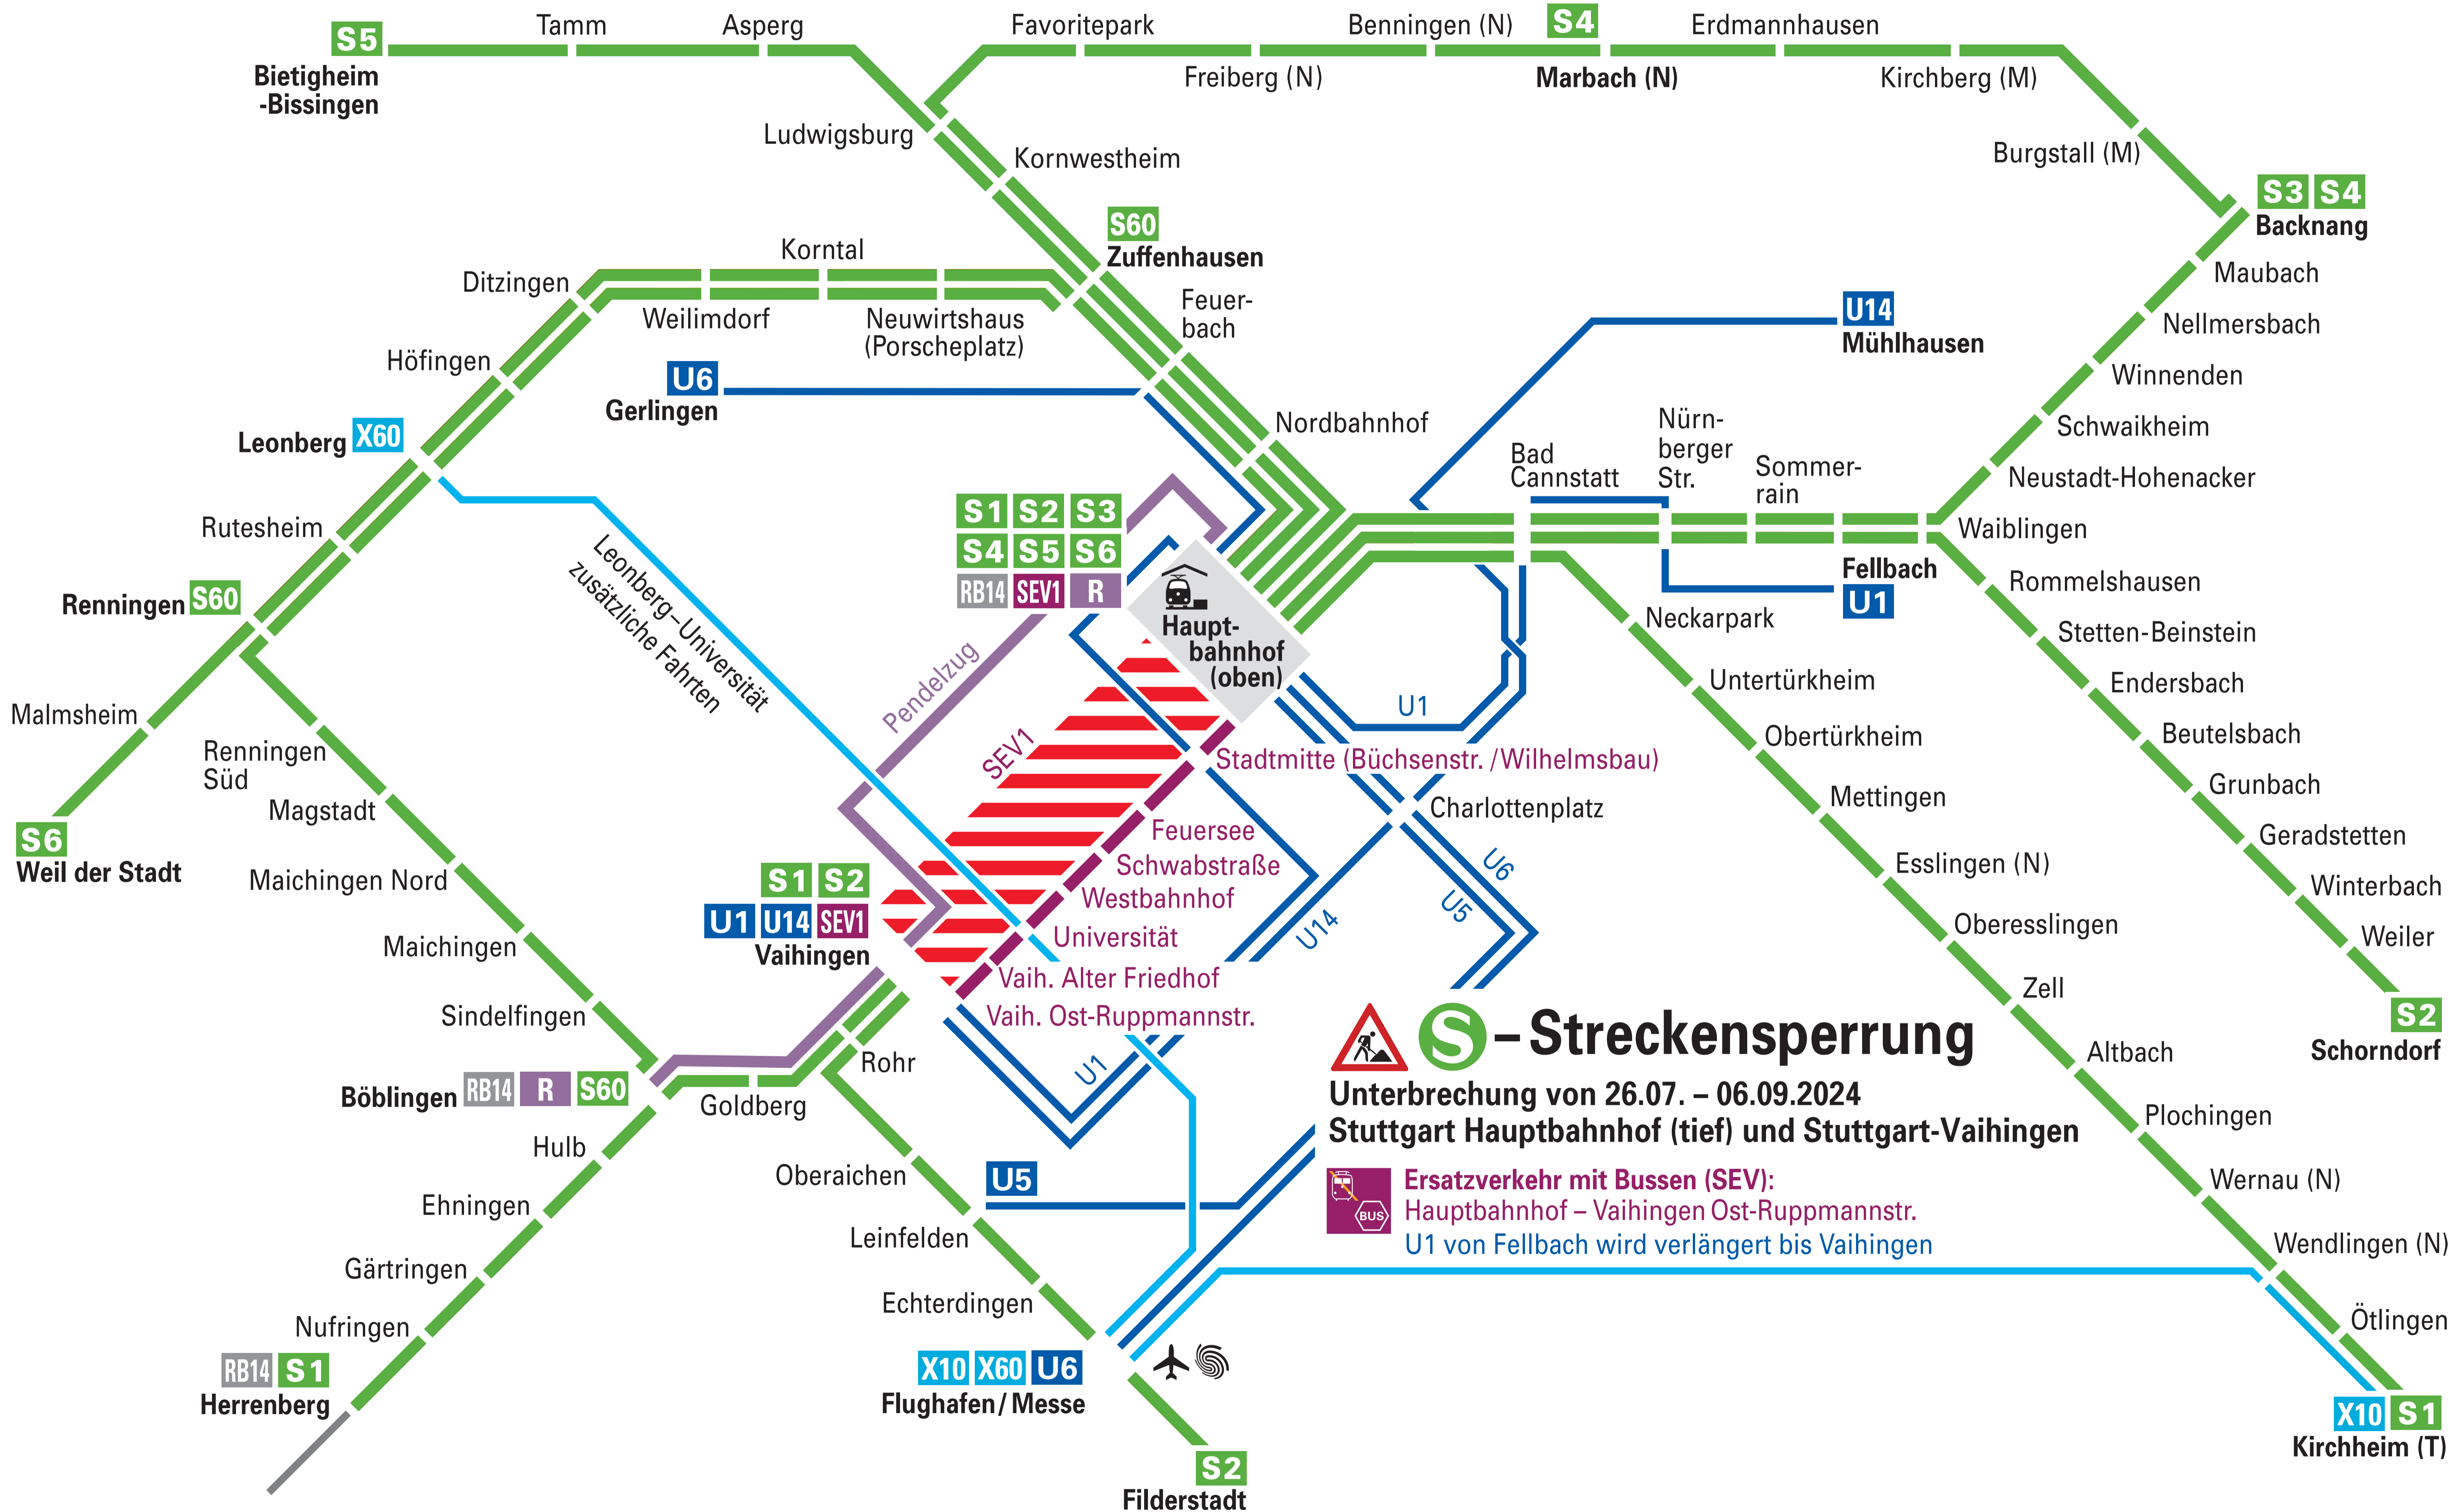 S5
Bietigheim
-Bissingen
Tamm
Asperg
Favoritepark
Freiberg (N)
Benningen (N)
S4
Marbach (N)
Erdmannhausen
Kirchberg (M)
Burgstall (M)
S3 S4
Backnang
Ludwigsburg
Kornwestheim
S60
Zuffenhausen
Feuer-
bach
Nordbahnhof
Korntal
Ditzingen
Weilimdorf
Neuwirtshaus
(Porscheplatz)
Höfingen
U6
Gerlingen
Leonberg X60
Rutesheim
Renningen S60
Malmsheim
S6
Weil der Stadt
Leonberg–Universität
zusätzliche Fahrten
Renningen
Süd
Magstadt
Maichingen Nord
Maichingen
Sindelfingen
Böblingen RB14 R S60
Hulb
Ehningen
Gärtringen
Nufringen
RB14 S1
Herrenberg
Goldberg
Rohr
S1 S2
U1 U14 SEV1
Vaihingen
S1 S2 S3
S4 S5 S6
RB14 SEV1 R
Haupt-
bahnhof
(oben)
Pendelzug
SEV1
U14
Mühlhausen
Bad
Cannstatt
Nürn-
berger
Str.
Sommer-
rain
Fellbach
U1
Waiblingen
Maubach
Nellmersbach
Winnenden
Schwaikheim
Neustadt-Hohenacker
Rommelshausen
Stetten-Beinstein
Endersbach
Beutelsbach
Grunbach
Geradstetten
Winterbach
Weiler
S2
Schorndorf
Neckarpark
Untertürkheim
Obertürkheim
Mettingen
Esslingen (N)
Oberesslingen
Zell
Altbach
Plochingen
Wernau (N)
Wendlingen (N)
Ötlingen
X10 S1
Kirchheim (T)
U1
Stadtmitte (Büchsenstr. /Wilhelmsbau)
Charlottenplatz
Feuersee
Schwabstraße
Westbahnhof
Universität
Vaih. Alter Friedhof
Vaih. Ost-Ruppmannstr.
U6
U5
U14
U1
Oberaichen
U5
Leinfelden
Echterdingen
X10 X60 U6
Flughafen / Messe
S2
Filderstadt
S – Streckensperrung
Unterbrechung von 26.07. – 06.09.2024
Stuttgart Hauptbahnhof (tief) und Stuttgart-Vaihingen
BUS
Ersatzverkehr mit Bussen (SEV):
Hauptbahnhof – Vaihingen Ost-Ruppmannstr.
U1 von Fellbach wird verlängert bis Vaihingen